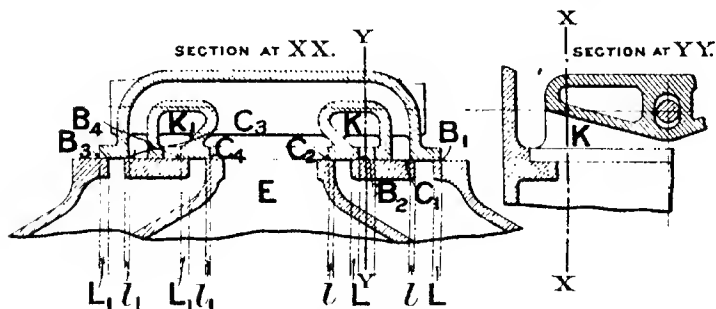 SECTION AT XX.
Y
X
SECTION AT YY.
B4
K1
C3
K
B1
B3
C4
C2
E
B2
C1
K
Y
X
L1 l1 L1 l1 l L l L